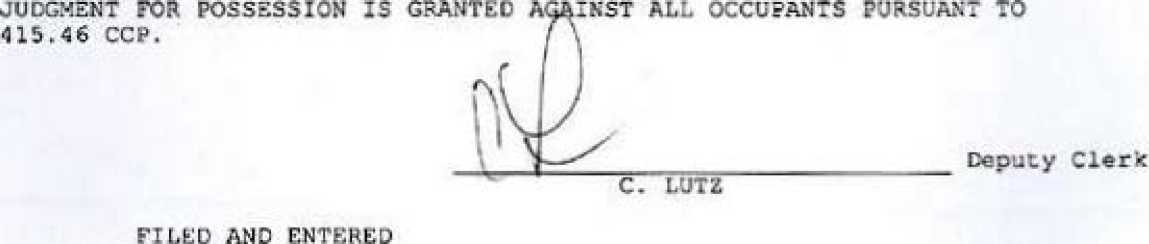 JUDGMENT FOR POSSESSION IS GRANTED AGAINST ALL OCCUPANTS PURSUANT TO
415.46 CCP.
Deputy Clerk
C. LUTZ
FILED AND ENTERED